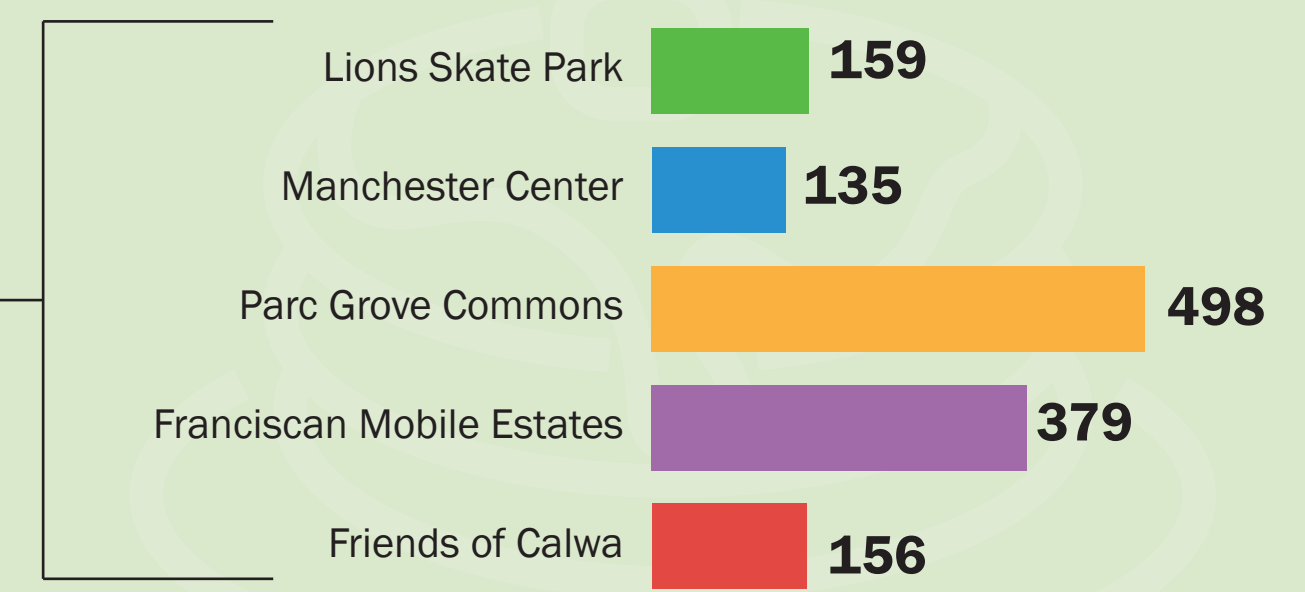 Lions Skate Park 159
Manchester Center 135
Parc Grove Commons 498
Franciscan Mobile Estates 379
Friends of Calwa 156